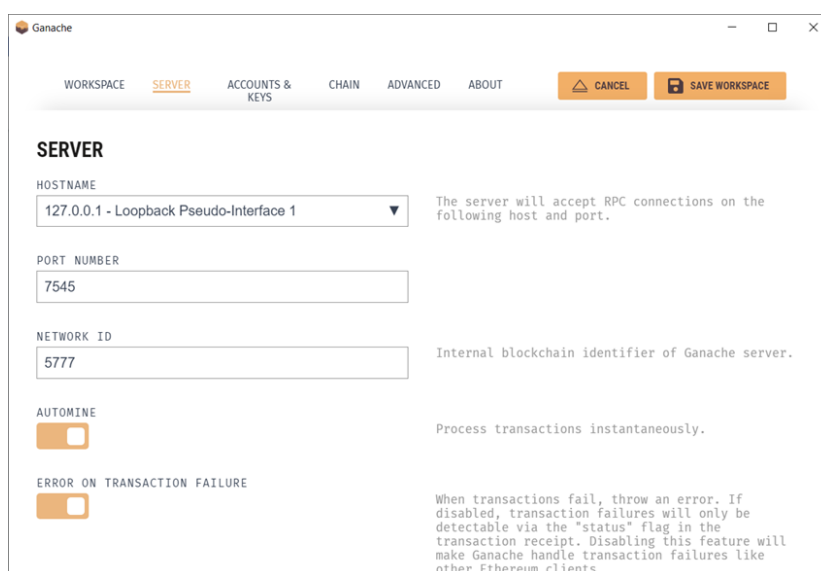 Ganache
WORKSPACE
SERVER
ACCOUNTS &
KEYS
CHAIN
ADVANCED
ABOUT
CANCEL
SAVE WORKSPACE
SERVER
HOSTNAME
127.0.0.1 - Loopback Pseudo-Interface 1
The server will accept RPC connections on the
following host and port.
PORT NUMBER
7545
NETWORK ID
5777
Internal blockchain identifier of Ganache server.
AUTOMINE
Process transactions instantaneously.
ERROR ON TRANSACTION FAILURE
When transactions fail, throw an error. If
disabled, transaction failures will only be
detectable via the "status" flag in the
transaction receipt. Disabling this feature will
make Ganache handle transaction failures like
other Ethereum clients.